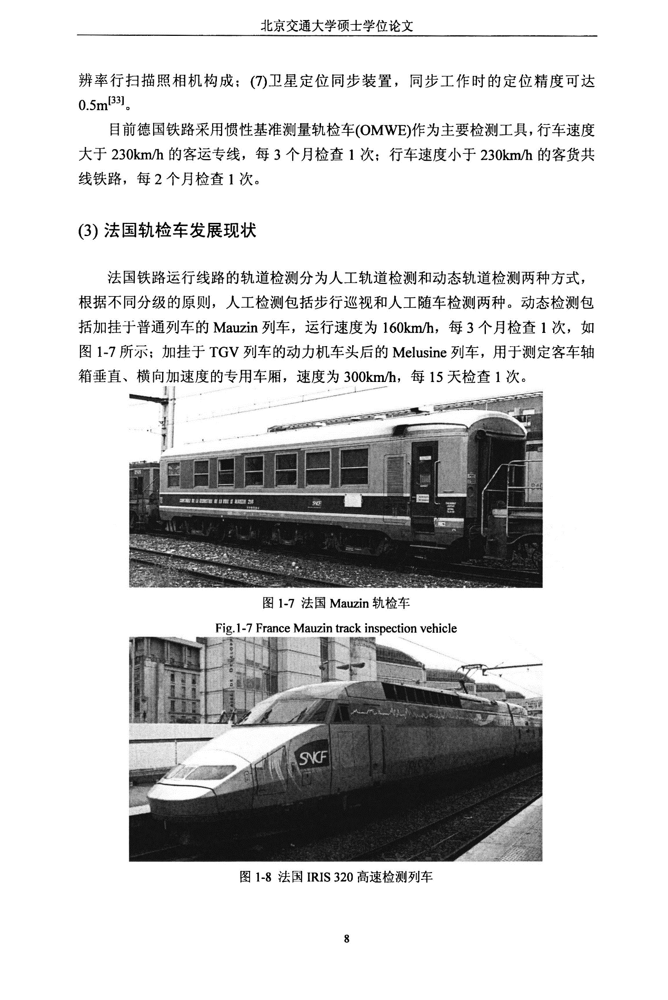 北京交通大学硕士学位论文
辨率行扫描照相机构成；(7)卫星定位同步装置，同步工作时的定位精度可达
0.5m[33]。
目前德国铁路采用惯性基准测量轨检车(OMWE)作为主要检测工具，行车速度
大于 230km/h 的客运专线，每 3 个月检查 1 次；行车速度小于 230km/h 的客货共
线铁路，每 2 个月检查 1 次。
(3) 法国轨检车发展现状
法国铁路运行线路的轨道检测分为人工轨道检测和动态轨道检测两种方式，
根据不同分级的原则，人工检测包括步行巡视和人工随车检测两种。动态检测包
括加挂于普通列车的 Mauzin 列车，运行速度为 160km/h，每 3 个月检查 1 次，如
图 1-7 所示；加挂于 TGV 列车的动力机车头后的 Melusine 列车，用于测定客车轴
箱垂直、横向加速度的专用车厢，速度为 300km/h，每 15 天检查 1 次。
SNCF
图 1-7 法国 Mauzin 轨检车
Fig.1-7 France Mauzin track inspection vehicle
SNCF
图 1-8 法国 IRIS 320 高速检测列车
8